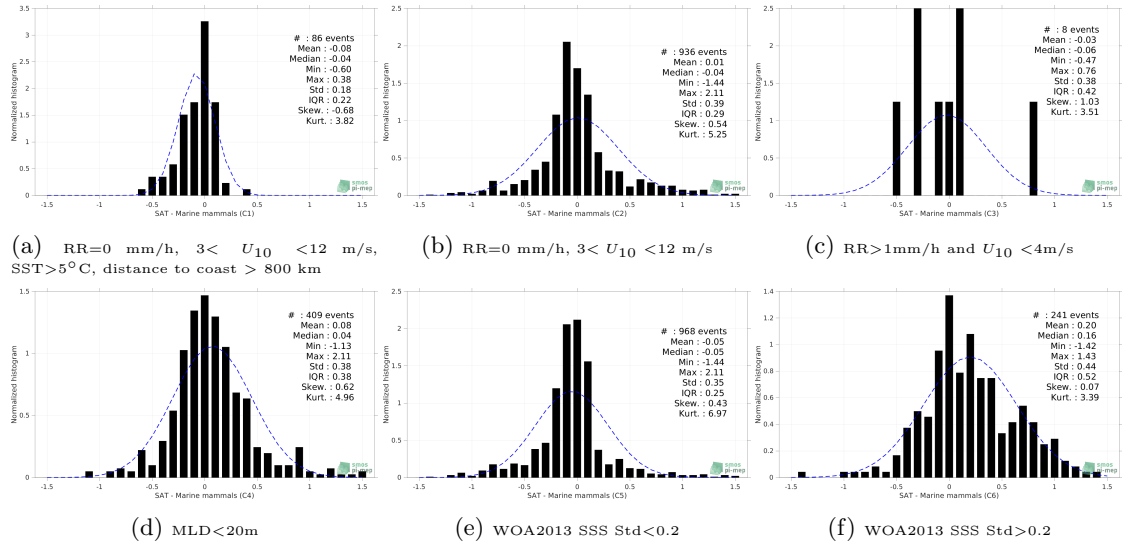 3.5
3
2.5
2
1.5
1
0.5
0
Normalized histogram
# : 86 events
Mean : -0.08
Median : -0.04
Min : -0.60
Max : 0.38
Std : 0.18
IQR : 0.22
Skew. : -0.68
Kurt. : 3.82
smos
pi-mep
-1.5 -1 -0.5 0 0.5 1 1.5
SAT - Marine mammals (C1)
(a) RR=0 mm/h, 3< U10 <12 m/s,
SST>5°C, distance to coast > 800 km
2.5
2
1.5
1
0.5
0
Normalized histogram
# : 936 events
Mean : 0.01
Median : -0.04
Min : -1.44
Max : 2.11
Std : 0.39
IQR : 0.29
Skew. : 0.54
Kurt. : 5.25
smos
pi-mep
-1.5 -1 -0.5 0 0.5 1 1.5
SAT - Marine mammals (C2)
(b) RR=0 mm/h, 3< U10 <12 m/s
2.5
2
1.5
1
0.5
0
Normalized histogram
# : 8 events
Mean : -0.03
Median : -0.06
Min : -0.47
Max : 0.76
Std : 0.38
IQR : 0.42
Skew. : 1.03
Kurt. : 3.51
smos
pi-mep
-1.5 -1 -0.5 0 0.5 1 1.5
SAT - Marine mammals (C3)
(c) RR>1mm/h and U10 <4m/s
1.5
1
0.5
0
Normalized histogram
# : 409 events
Mean : 0.08
Median : 0.04
Min : -1.13
Max : 2.11
Std : 0.38
IQR : 0.38
Skew. : 0.62
Kurt. : 4.96
smos
pi-mep
-1.5 -1 -0.5 0 0.5 1 1.5
SAT - Marine mammals (C4)
(d) MLD<20m
2.5
2
1.5
1
0.5
0
Normalized histogram
# : 968 events
Mean : -0.05
Median : -0.05
Min : -1.44
Max : 2.11
Std : 0.35
IQR : 0.25
Skew. : 0.43
Kurt. : 6.97
smos
pi-mep
-1.5 -1 -0.5 0 0.5 1 1.5
SAT - Marine mammals (C5)
(e) WOA2013 SSS Std<0.2
1.4
1.2
1
0.8
0.6
0.4
0.2
0
Normalized histogram
# : 241 events
Mean : 0.20
Median : 0.16
Min : -1.42
Max : 1.43
Std : 0.44
IQR : 0.52
Skew. : 0.07
Kurt. : 3.39
smos
pi-mep
-1.5 -1 -0.5 0 0.5 1 1.5
SAT - Marine mammals (C6)
(f) WOA2013 SSS Std>0.2